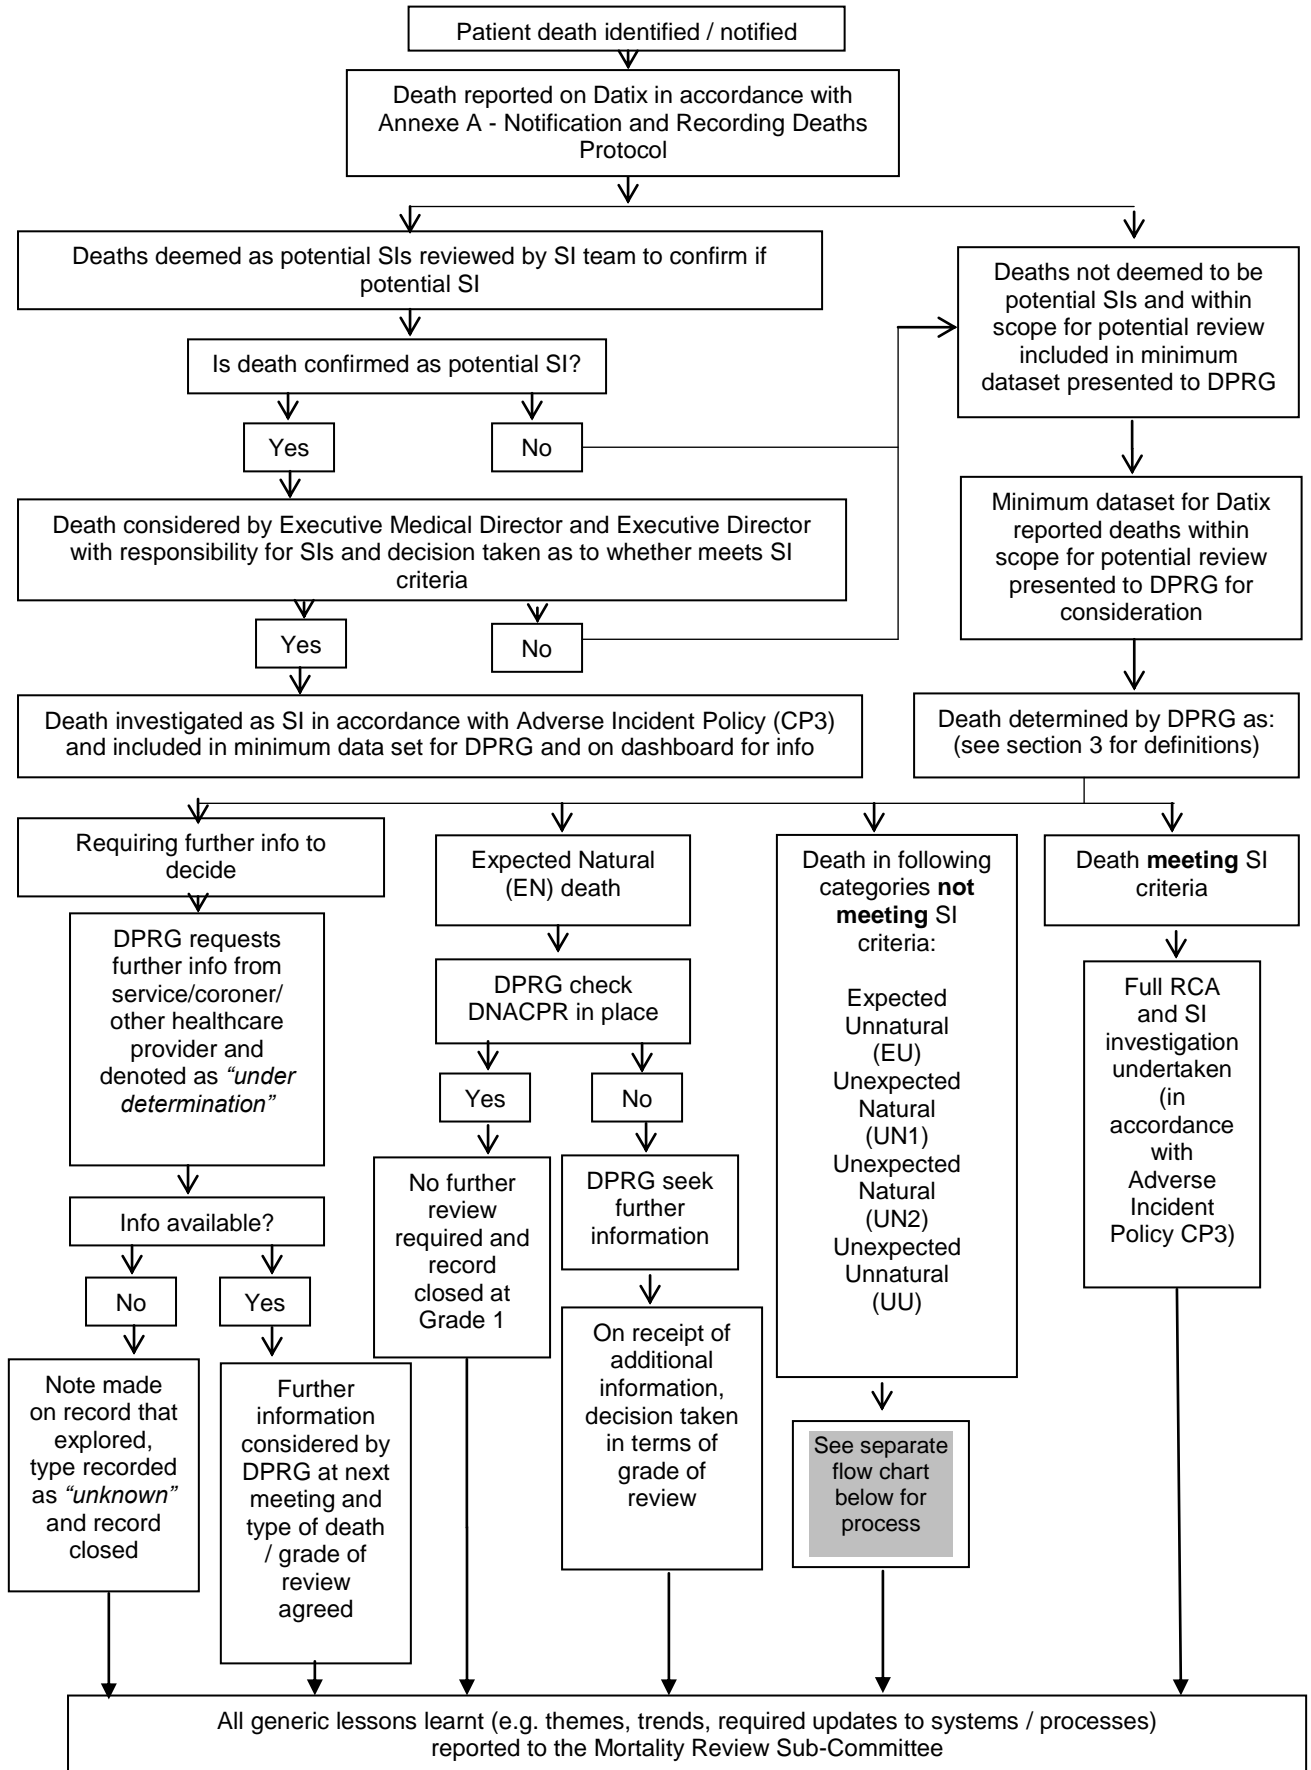 Patient death identified / notified
Death reported on Datix in accordance with
Annexe A - Notification and Recording Deaths
Protocol
Deaths deemed as potential SIs reviewed by SI team to confirm if
potential SI
Deaths not deemed to be
potential SIs and within
scope for potential review
included in minimum
dataset presented to DPRG
Is death confirmed as potential SI?
Yes
No
Death considered by Executive Medical Director and Executive Director
with responsibility for SIs and decision taken as to whether meets SI
criteria
Minimum dataset for Datix
reported deaths within
scope for potential review
presented to DPRG for
consideration
Yes
No
Death investigated as SI in accordance with Adverse Incident Policy (CP3)
and included in minimum data set for DPRG and on dashboard for info
Death determined by DPRG as:
(see section 3 for definitions)
Requiring further info to
decide
DPRG requests
further info from
service/coroner/
other healthcare
provider and
denoted as “under
determination”
Info available?
No
Yes
Note made
on record that
explored,
type recorded
as “unknown”
and record
closed
Further
information
considered by
DPRG at next
meeting and
type of death
/ grade of
review
agreed
Expected Natural
(EN) death
DPRG check
DNACPR in place
Yes
No
No further
review
required and
record
closed at
Grade 1
DPRG seek
further
information
On receipt of
additional
information,
decision taken
in terms of
grade of
review
Death in following
categories not
meeting SI
criteria:
Expected
Unnatural
(EU)
Unexpected
Natural
(UN1)
Unexpected
Natural
(UN2)
Unexpected
Unnatural
(UU)
See separate
flow chart
below for
process
Death meeting SI
criteria
Full RCA
and SI
investigation
undertaken
(in
accordance
with
Adverse
Incident
Policy CP3)
All generic lessons learnt (e.g. themes, trends, required updates to systems / processes)
reported to the Mortality Review Sub-Committee